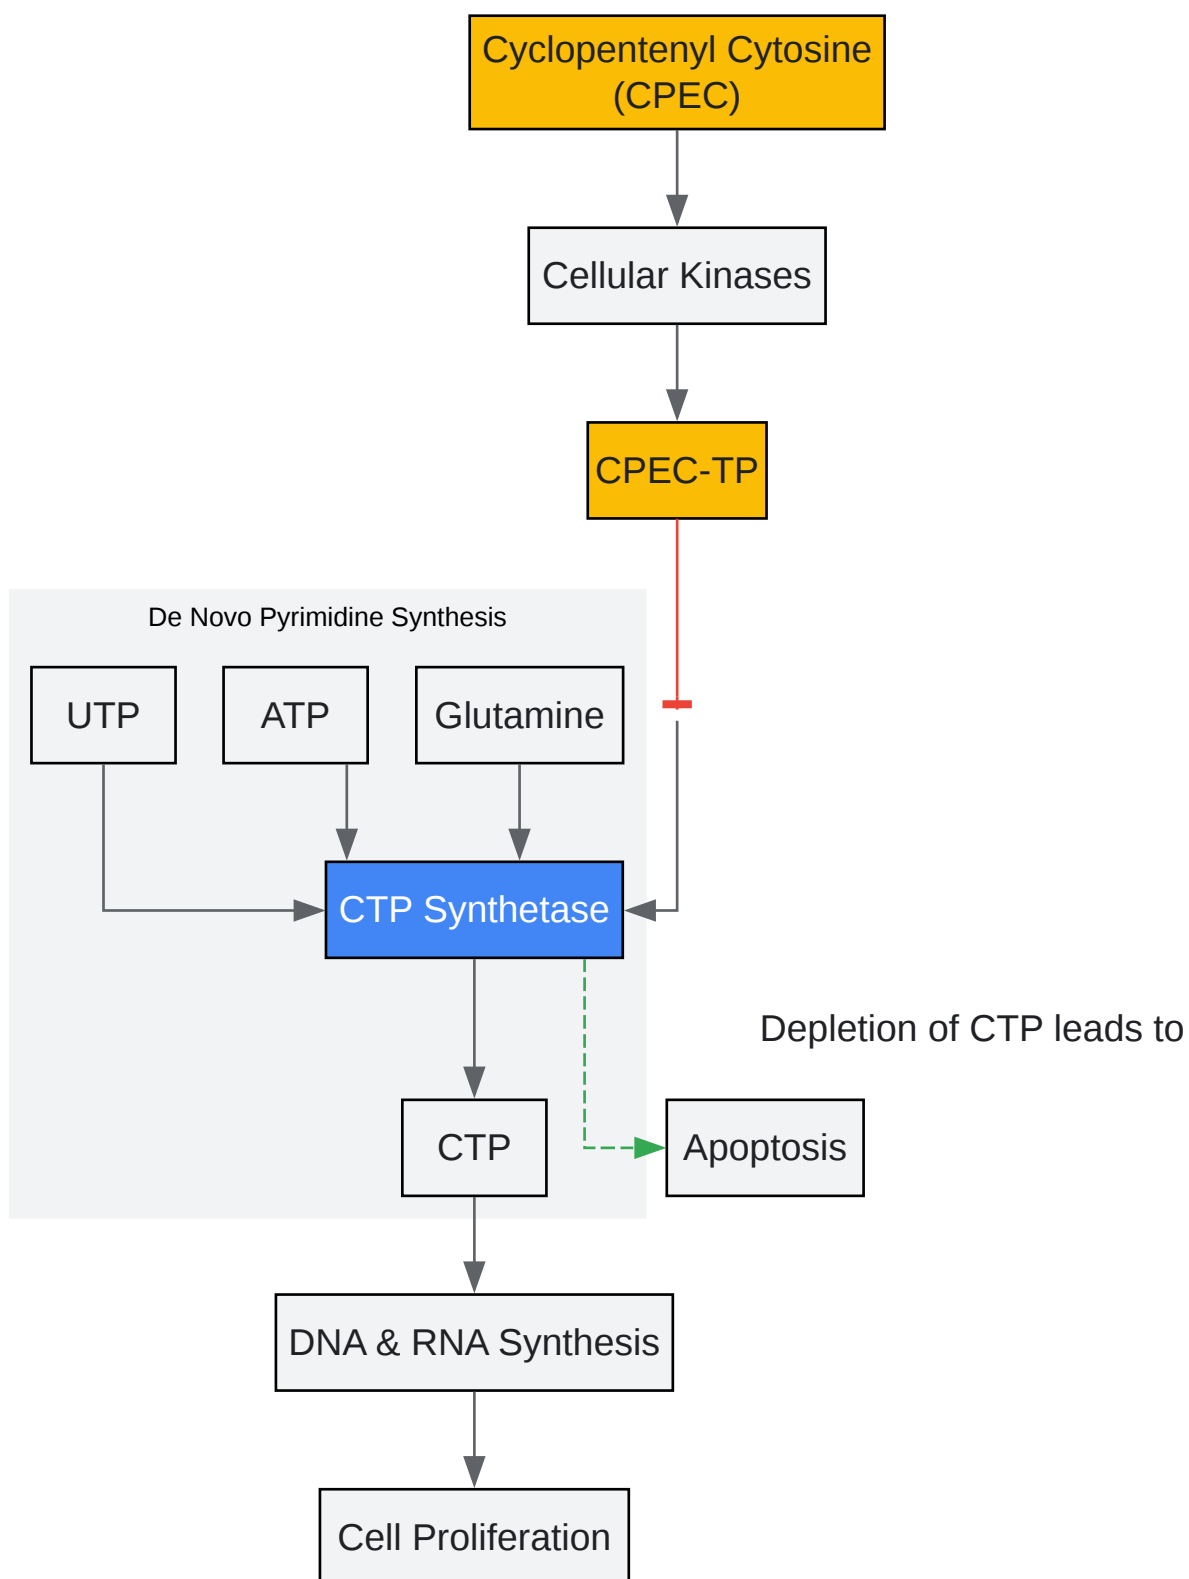 Cyclopentenyl Cytosine
(CPEC)
Cellular Kinases
CPEC-TP
De Novo Pyrimidine Synthesis
UTP
ATP
Glutamine
CTP Synthetase
Depletion of CTP leads to
CTP
Apoptosis
DNA & RNA Synthesis
Cell Proliferation